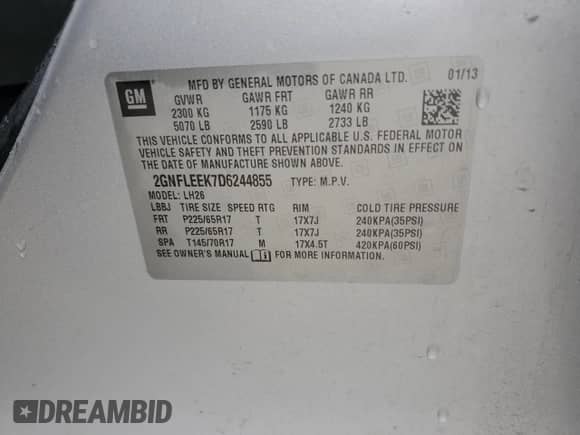 MFD BY GENERAL MOTORS OF CANADA LTD. 01/13
GM
GVWR GAWR FRT GAWR RR
2300 KG 1175 KG 1240 KG
5070 LB 2590 LB 2733 LB
THIS VEHICLE CONFORMS TO ALL APPLICABLE U.S. FEDERAL MOTOR
VEHICLE SAFETY AND THEFT PREVENTION STANDARDS IN EFFECT ON
THE DATE OF MANUFACTURE SHOWN ABOVE.
2GNFLEEK7D6244855 TYPE: M.P.V.
MODEL: LH26
LBBJ TIRE SIZE SPEED RTG RIM COLD TIRE PRESSURE
FRT P225/65R17 T 17X7J 240KPA(35PSI)
RR P225/65R17 T 17X7J 240KPA(35PSI)
SPA T145/70R17 M 17X4.5T 420KPA(60PSI)
SEE OWNER'S MANUAL FOR MORE INFORMATION.
DREAMBID